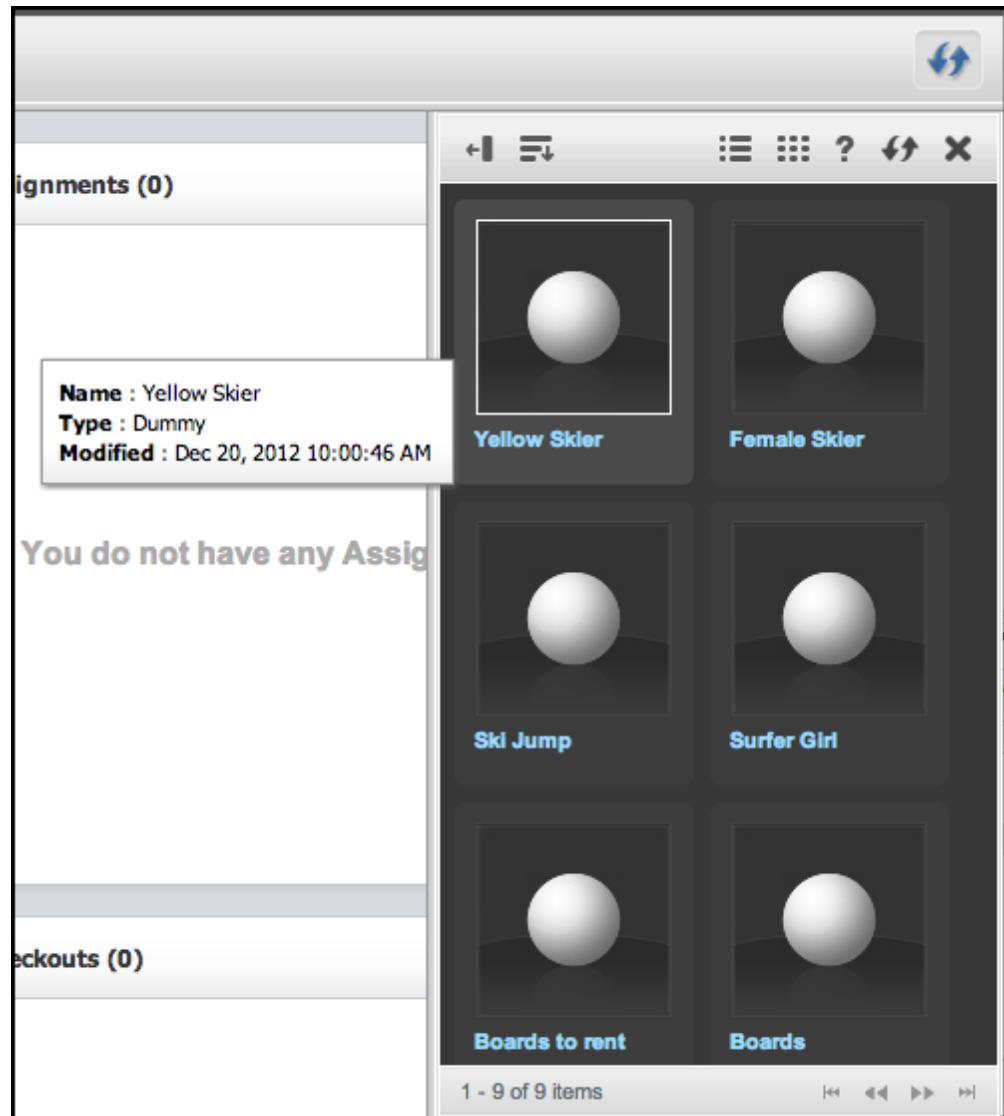 ignments (0)
Name : Yellow Skier
Type : Dummy
Modified : Dec 20, 2012 10:00:46 AM
You do not have any Assig
eckouts (0)
?
Yellow Skier
Female Skier
Ski Jump
Surfer Girl
Boards to rent
Boards
1 - 9 of 9 items